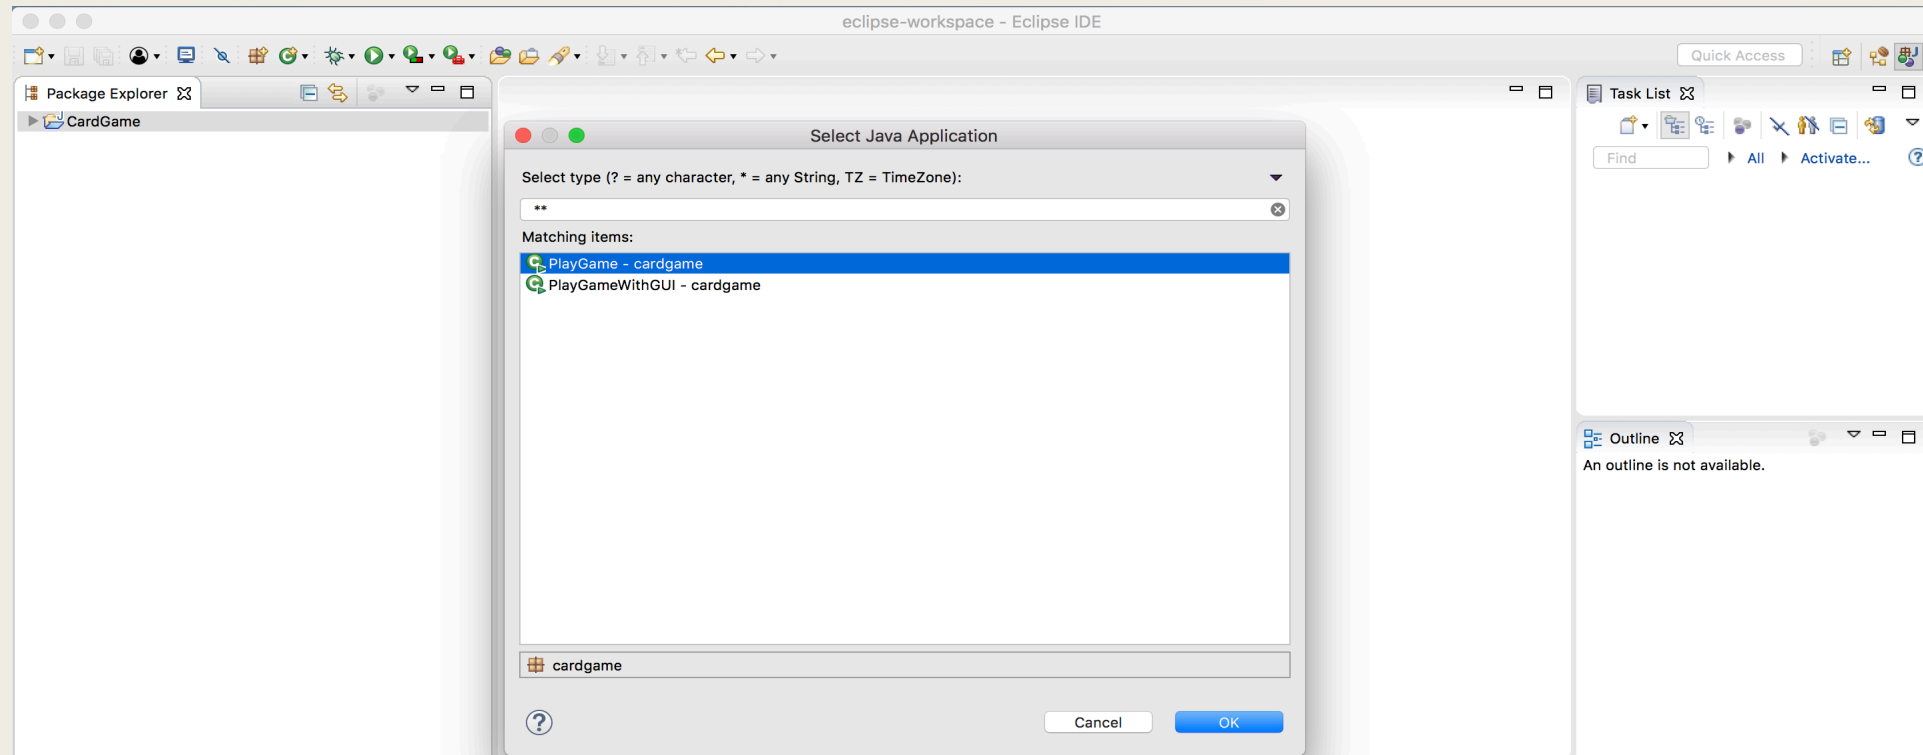 eclipse-workspace - Eclipse IDE
Quick Access
Package Explorer
CardGame
Select Java Application
Select type (? = any character, * = any String, TZ = TimeZone):
**
Matching items:
PlayGame - cardgame
PlayGameWithGUI - cardgame
cardgame
?
Cancel
OK
Task List
Find
All
Activate...
?
Outline
An outline is not available.